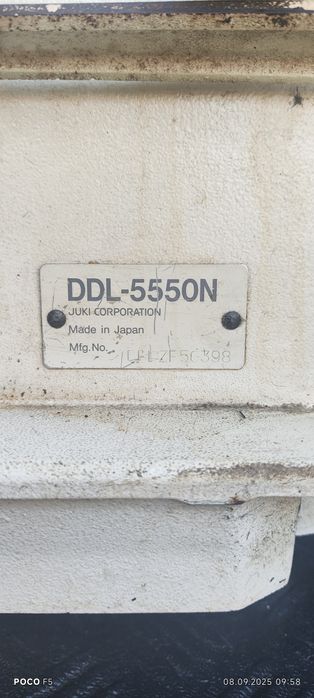 DDL-5550N
JUKI CORPORATION
Made in Japan
Mfg.No.
POCO F5
08.09.2025 09:58